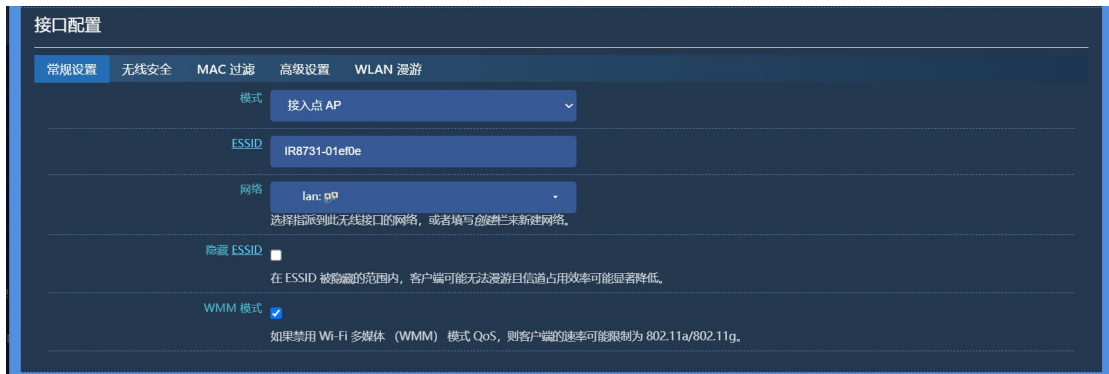 接口配置
常规设置 无线安全 MAC 过滤 高级设置 WLAN 漫游
模式 接入点 AP
ESSID IR8731-01ef0e
网络 lan:
选择指派到此无线接口的网络，或者填写创建栏来新建网络。
隐藏 ESSID
在 ESSID 被隐藏的范围内，客户端可能无法漫游且信道占用效率可能显著降低。
WMM 模式
如果禁用 Wi-Fi 多媒体 （WMM） 模式 QoS，则客户端的速率可能限制为 802.11a/802.11g。